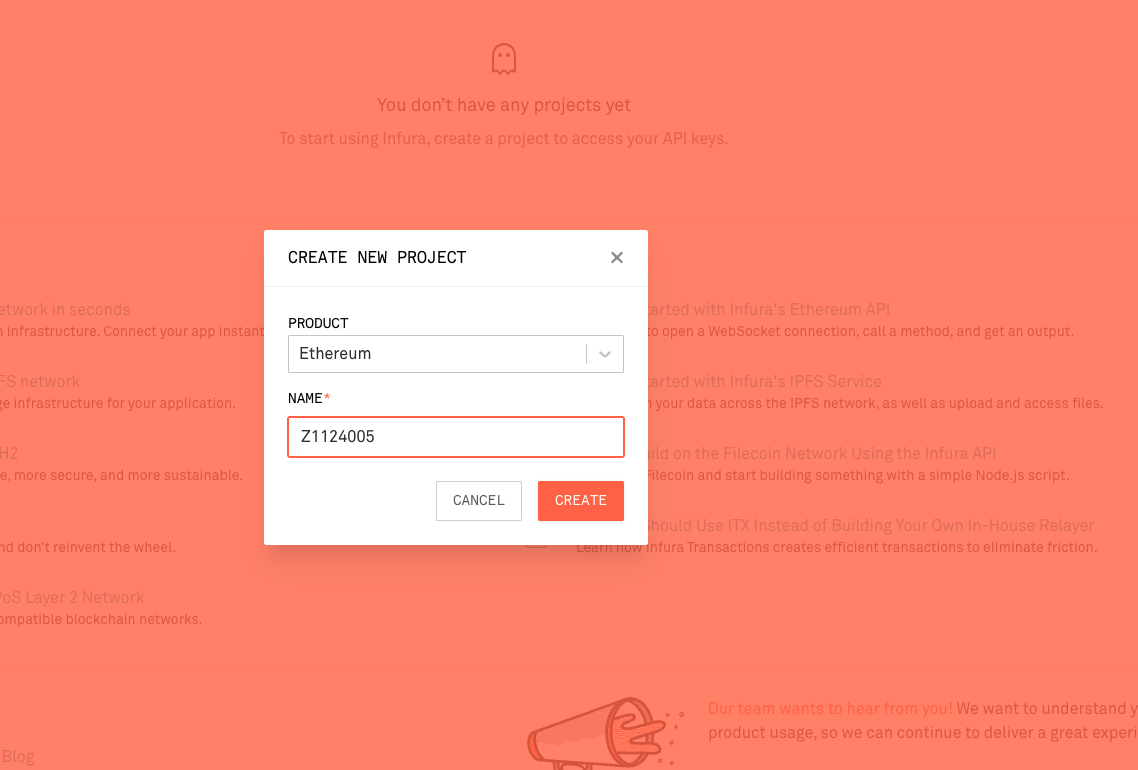 You don't have any projects yet
To start using Infura, create a project to access your API keys.
CREATE NEW PROJECT
PRODUCT
Ethereum
NAME*
Z1124005
CANCEL
CREATE
network in seconds
infrastructure. Connect your app instant
FS network
ge infrastructure for your application.
H2
e, more secure, and more sustainable.
nd don't reinvent the wheel.
PoS Layer 2 Network
ompatible blockchain networks.
tarted with Infura's Ethereum API
to open a WebSocket connection, call a method, and get an output.
tarted with Infura's IPFS Service
your data across the IPFS network, as well as upload and access files.
ild on the Filecoin Network Using the Infura API
Filecoin and start building something with a simple Node.js script.
Should Use ITX Instead of Building Your Own In-House Relayer
Learn how Infura Transactions creates efficient transactions to eliminate friction.
Our team wants to hear from you! We want to understand y
product usage, so we can continue to deliver a great experi
Blog